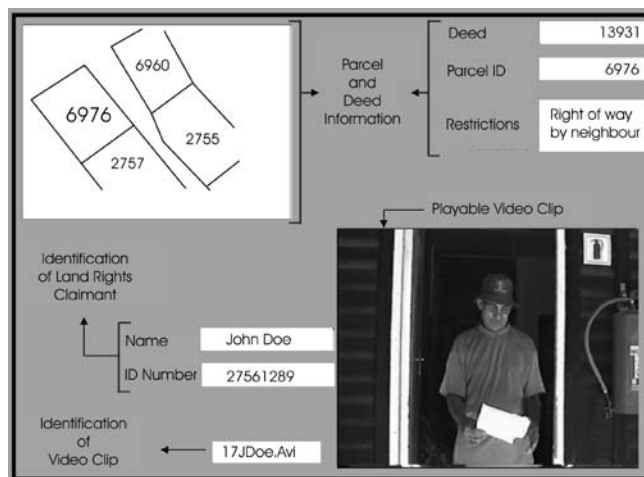 6960
6976
2755
2757
Parcel
and
Deed
Information
Deed
13931
Parcel ID
6976
Restrictions
Right of way
by neighbour
Playable Video Clip
Identification
of Land Rights
Claimant
Name
John Doe
ID Number
27561289
Identification
of
Video Clip
17JDoe.Avi